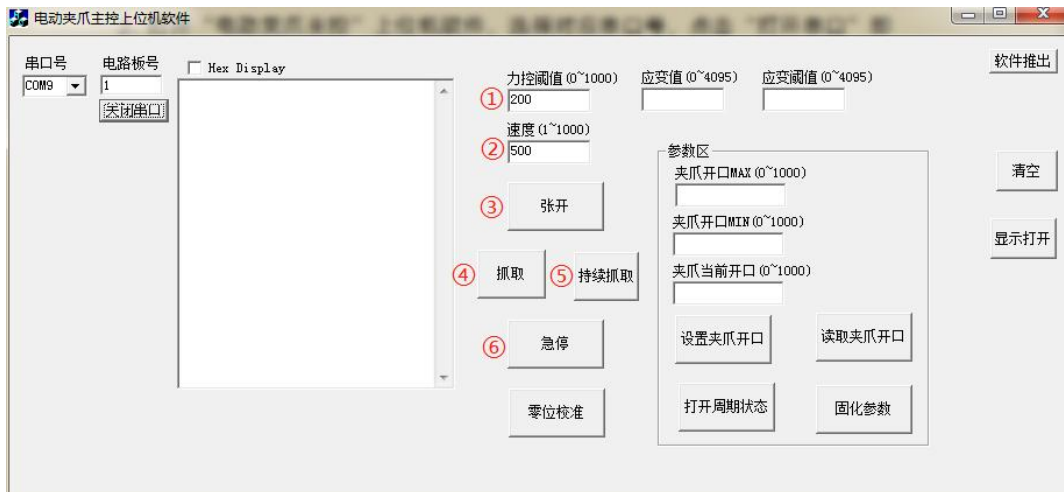 电动夹爪主控上位机软件
串口号
电路板号
Hex Display
COM9
1
关闭串口
力控阈值(0~1000)
应变值(0~4095)
应变阈值(0~4095)
软件推出
① 200
速度(1~1000)
② 500
参数区
夹爪开口MAX(0~1000)
清空
③ 张开
夹爪开口MIN(0~1000)
显示打开
④ 抓取
⑤ 持续抓取
夹爪当前开口(0~1000)
⑥ 急停
设置夹爪开口
读取夹爪开口
零位校准
打开周期状态
固化参数